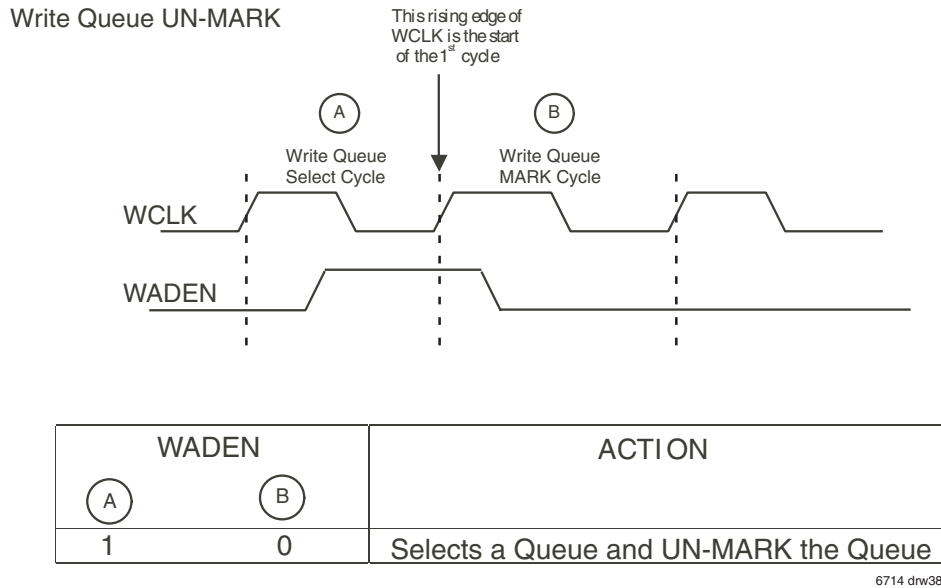 Write Queue UN-MARK
This rising edge of
WCLK is the start
of the 1st cycle
A
B
Write Queue
Select Cycle
Write Queue
MARK Cycle
WCLK
WADEN
WADEN
ACTION
A
B
1
0
Selects a Queue and UN-MARK the Queue
6714 drw38